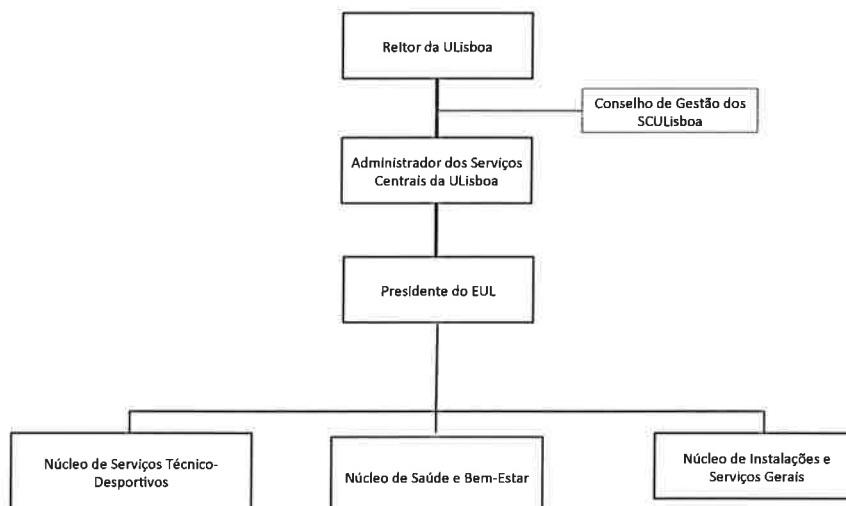 Reitor da ULisboa
Conselho de Gestão dos
SCULisboa
Administrador dos Serviços
Centrais da ULisboa
Presidente do EUL
Núcleo de Serviços Técnico-
Desportivos
Núcleo de Saúde e Bem-Estar
Núcleo de Instalações e
Serviços Gerais